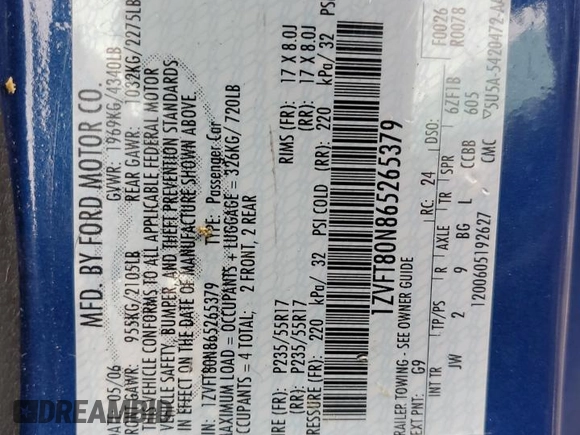 MFD. BY FORD MOTOR CO.
05/06 GVWR: 1969KG/4340LB
GAWR: 955KG/2105LB REAR GAWR: 1032KG/2275LB
THIS VEHICLE CONFORMS TO ALL APPLICABLE FEDERAL MOTOR
VEHICLE SAFETY, BUMPER, AND THEFT PREVENTION STANDARDS
IN EFFECT ON THE DATE OF MANUFACTURE SHOWN ABOVE.
1ZVFT80N865265379 TYPE: Passenger Car
MAXIMUM LOAD = OCCUPANTS + LUGGAGE = 326KG/720LB
OCCUPANTS = 4 TOTAL: 2 FRONT, 2 REAR
(FR): P235/55R17 RIMS (FR): 17 X 8.0J
(RR): P235/55R17 (RR): 17 X 8.0J
PRESSURE (FR): 220 kPa/ 32 PSI COLD (RR): 220 kPa/ 32
1ZVFT80N865265379
TRAILER TOWING - SEE OWNER GUIDE
EXT PNT: G9 RC: 24 DSO: F0026
R0078
INT TR TP/PS R AXLE TR SPR 6ZF1B
JW 2 9 BG L CCBB 605
1200605192627 CMC
DREAMBID